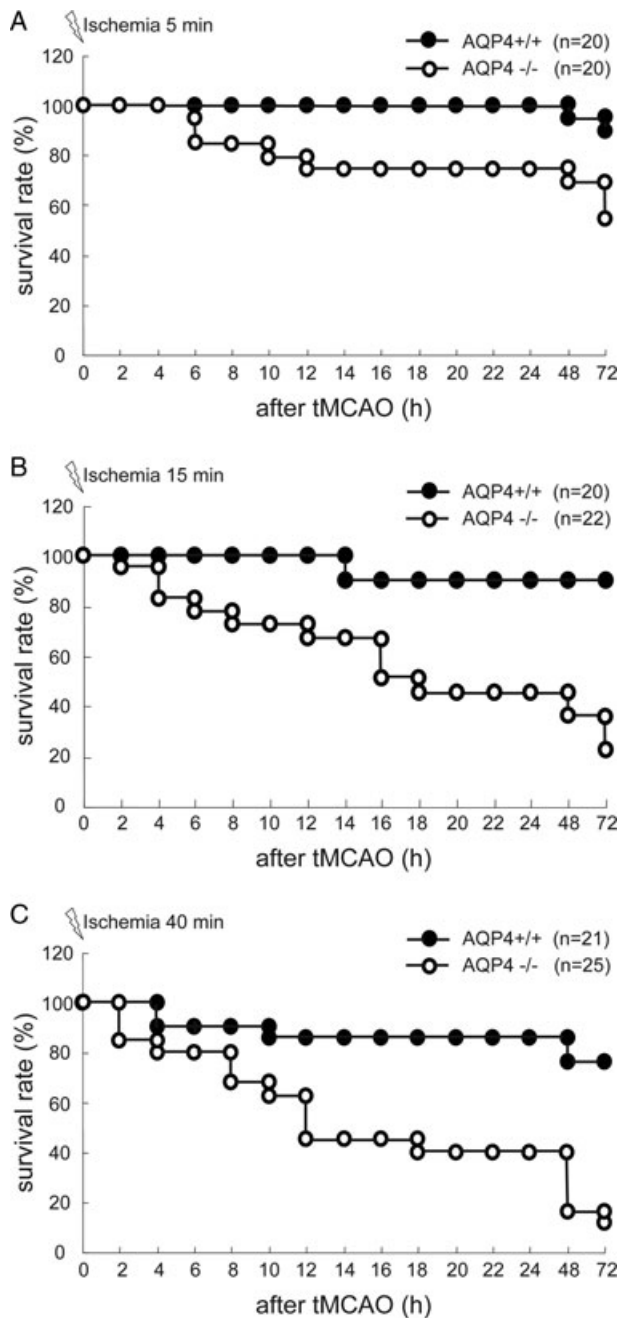 A
Ischemia 5 min
AQP4+/+ (n=20)
AQP4 -/- (n=20)
120
100
80
60
40
20
0
survival rate (%)
0 2 4 6 8 10 12 14 16 18 20 22 24 48 72
after tMCAO (h)
B
Ischemia 15 min
AQP4+/+ (n=20)
AQP4 -/- (n=22)
120
100
80
60
40
20
0
survival rate (%)
0 2 4 6 8 10 12 14 16 18 20 22 24 48 72
after tMCAO (h)
C
Ischemia 40 min
AQP4+/+ (n=21)
AQP4 -/- (n=25)
120
100
80
60
40
20
0
survival rate (%)
0 2 4 6 8 10 12 14 16 18 20 22 24 48 72
after tMCAO (h)